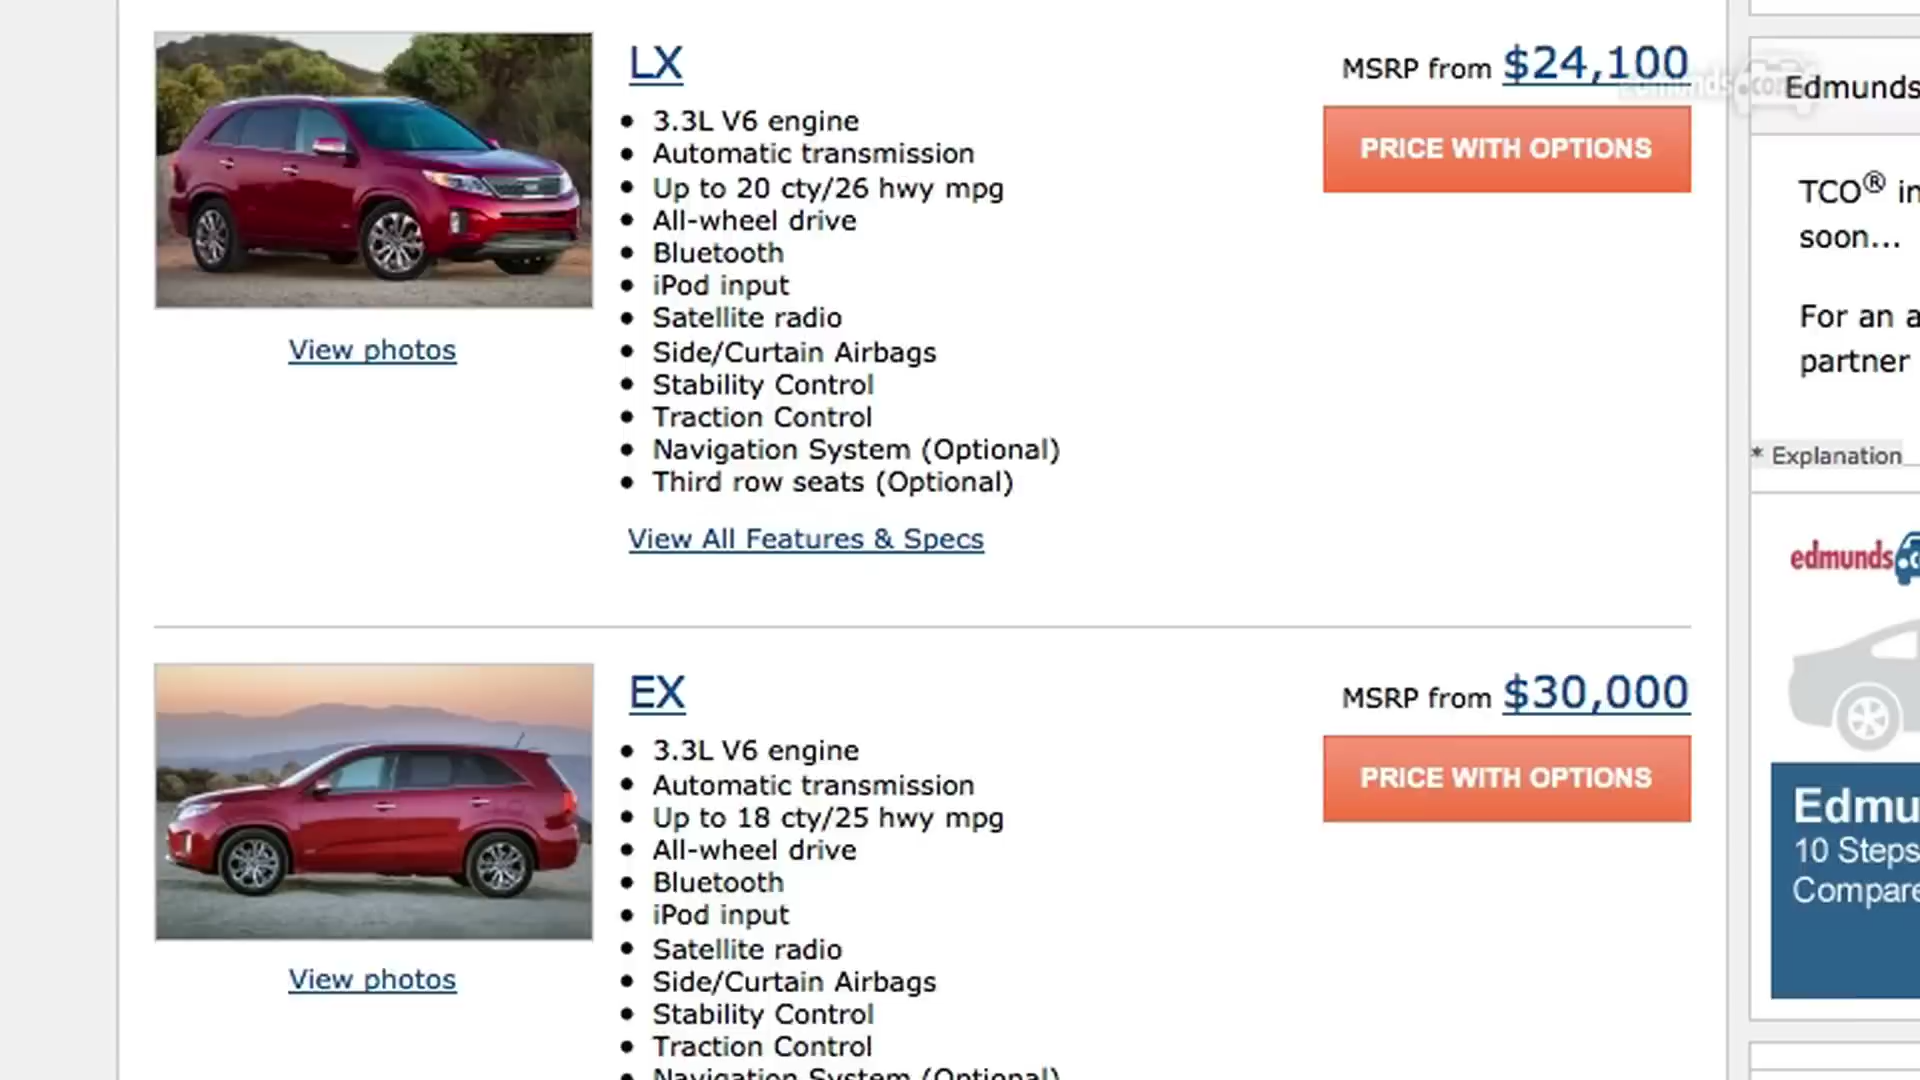 LX
MSRP from $24,100
PRICE WITH OPTIONS
• 3.3L V6 engine
• Automatic transmission
• Up to 20 cty/26 hwy mpg
• All-wheel drive
• Bluetooth
• iPod input
• Satellite radio
• Side/Curtain Airbags
• Stability Control
• Traction Control
• Navigation System (Optional)
• Third row seats (Optional)
View All Features & Specs
View photos
EX
MSRP from $30,000
PRICE WITH OPTIONS
• 3.3L V6 engine
• Automatic transmission
• Up to 18 cty/25 hwy mpg
• All-wheel drive
• Bluetooth
• iPod input
• Satellite radio
• Side/Curtain Airbags
• Stability Control
• Traction Control
• Navigation System (Optional)
View photos
edmunds.com
Edmunds
TCO® in
soon...
For an a
partner
* Explanation
edmunds.c
Edmu
10 Steps
Compare